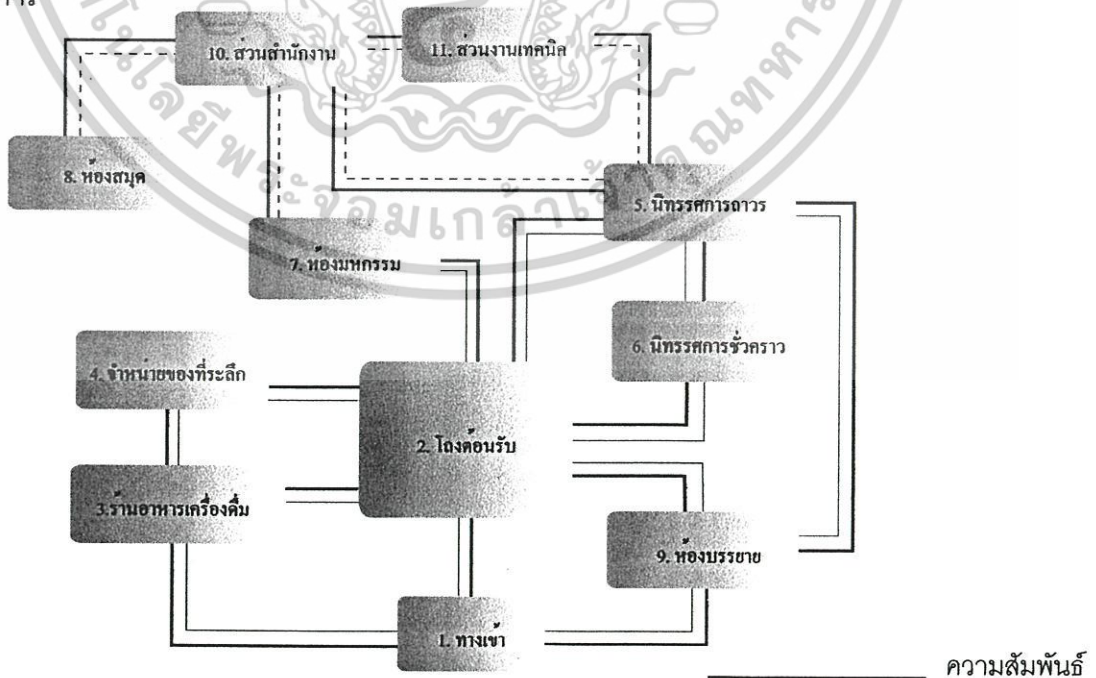 10. ส่วนสำนักงาน
11. ส่วนงานเทคนิค
8. ห้องสมุด
5. นิทรรศการถาวร
7. ห้องมหกรรม
6. นิทรรศการชั่วคราว
4. จำหน่ายของที่ระลึก
2. โถงต้อนรับ
3.ร้านอาหารเครื่องดื่ม
9. ห้องบรรยาย
1. ทางเข้า
ความสัมพันธ์